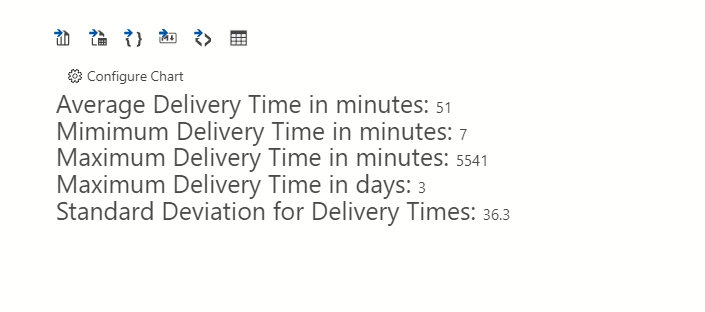 Configure Chart
Average Delivery Time in minutes: 51
Mimimum Delivery Time in minutes: 7
Maximum Delivery Time in minutes: 5541
Maximum Delivery Time in days: 3
Standard Deviation for Delivery Times: 36.3